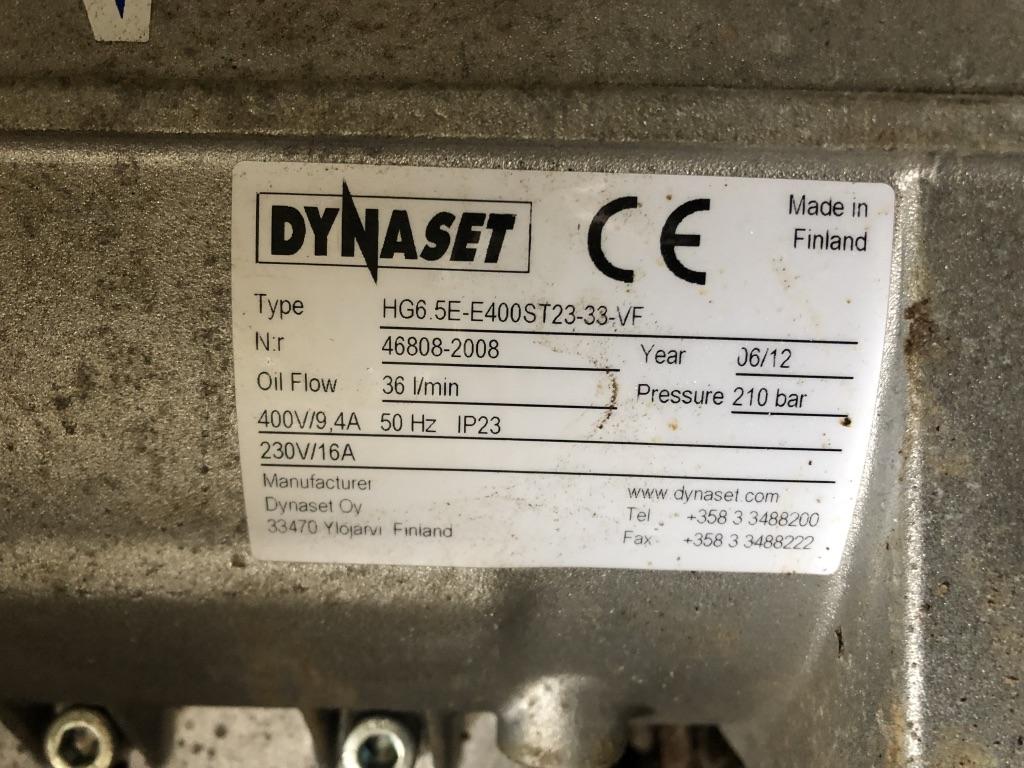 DYNASET CE Made in Finland
Type HG6.5E-E400ST23-33-VF
N:r 46808-2008 Year 06/12
Oil Flow 36 l/min Pressure 210 bar
400V/9,4A 50 Hz IP23
230V/16A
Manufacturer
Dynaset Oy
33470 Ylojarvi Finland
www.dynaset.com
Tel +358 3 3488200
Fax +358 3 3488222